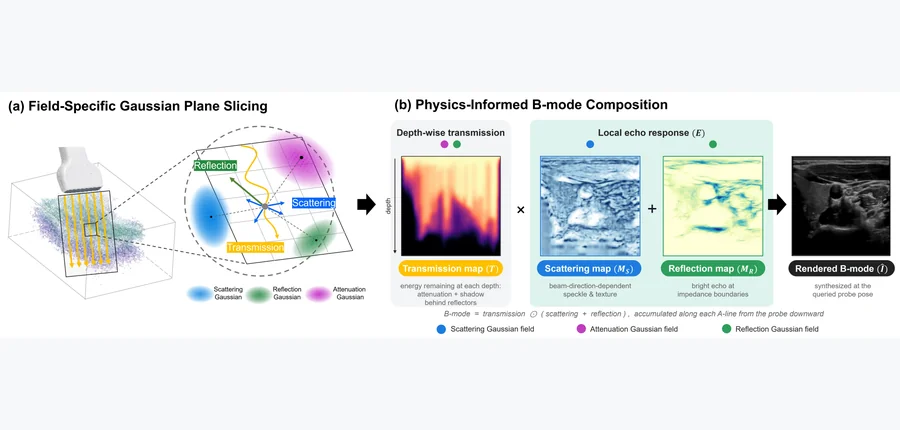 (a) Field-Specific Gaussian Plane Slicing
Reflection
Scattering
Transmission
Scattering
Gaussian
Reflection
Gaussian
Attenuation
Gaussian
(b) Physics-Informed B-mode Composition
Depth-wise transmission
Local echo response (E)
depth
×
+
Transmission map (T)
Scattering map (M_S)
Reflection map (M_R)
Rendered B-mode (Î)
energy remaining at each depth:
attenuation + shadow
behind reflectors
beam-direction-dependent
speckle & texture
bright echo at
impedance boundaries
synthesized at the
queried probe pose
B-mode = transmission ⊙ ( scattering + reflection ) , accumulated along each A-line from the probe downward
Scattering Gaussian field
Attenuation Gaussian field
Reflection Gaussian field